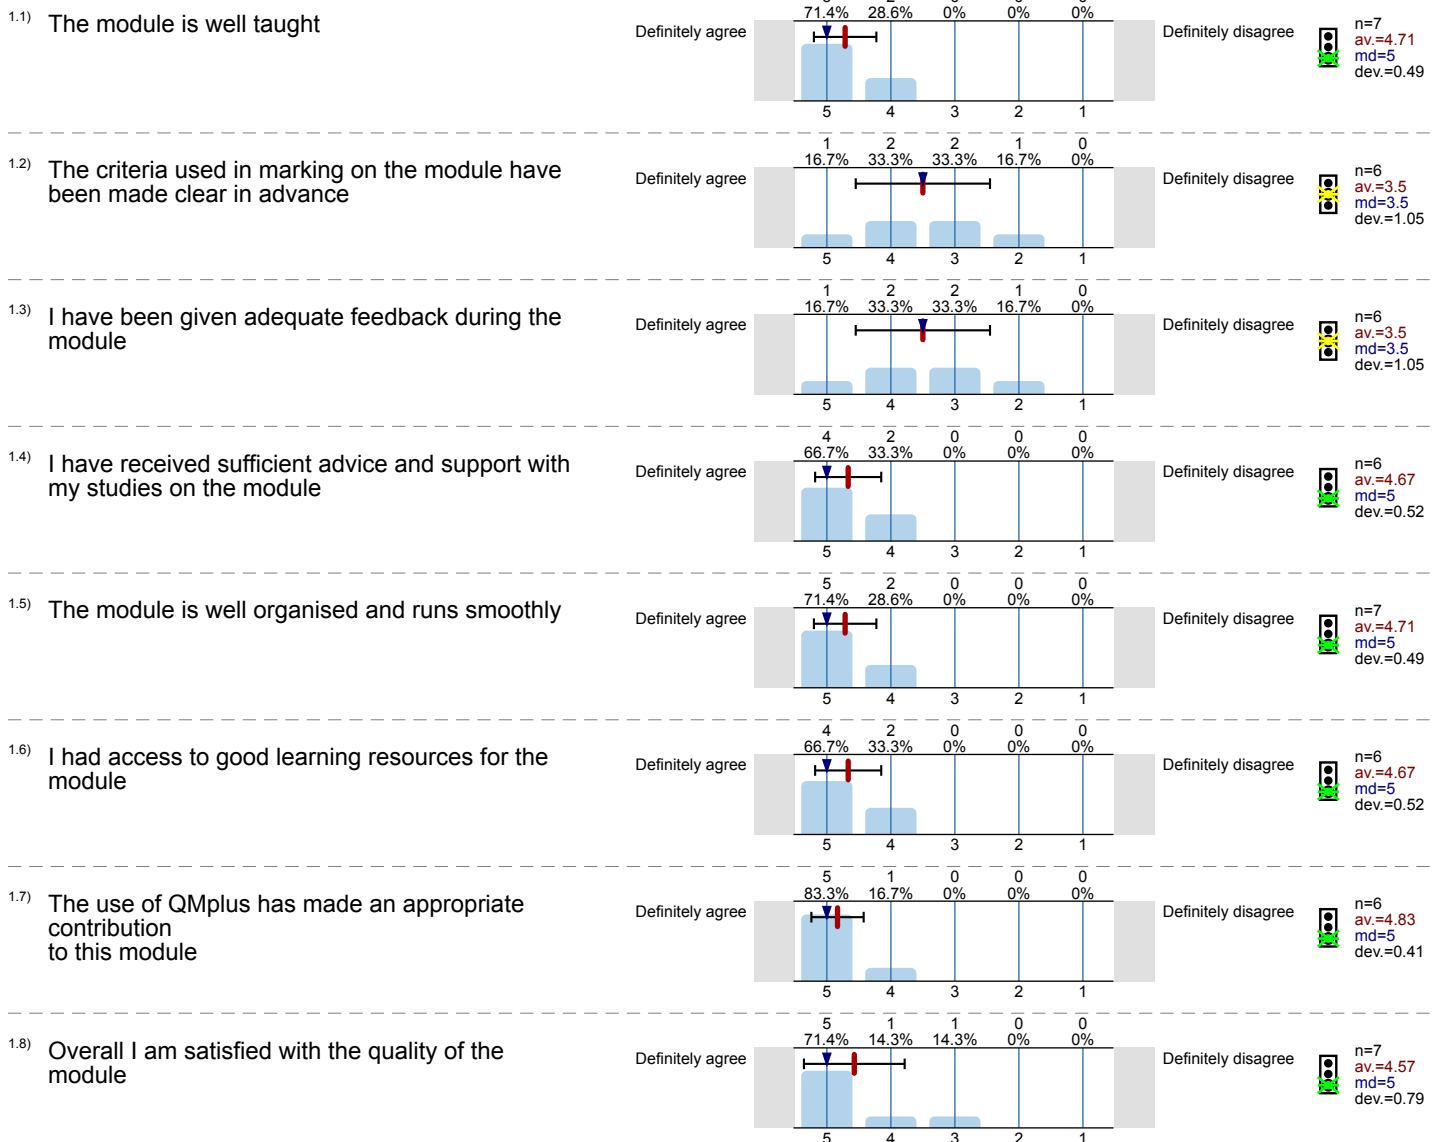 1.1) The module is well taught
71.4% 28.6% 0% 0% 0%
Definitely agree Definitely disagree
5 4 3 2 1
n=7
av.=4.71
md=5
dev.=0.49
1.2) The criteria used in marking on the module have
been made clear in advance
1 2 2 1 0
16.7% 33.3% 33.3% 16.7% 0%
Definitely agree Definitely disagree
5 4 3 2 1
n=6
av.=3.5
md=3.5
dev.=1.05
1.3) I have been given adequate feedback during the
module
1 2 2 1 0
16.7% 33.3% 33.3% 16.7% 0%
Definitely agree Definitely disagree
5 4 3 2 1
n=6
av.=3.5
md=3.5
dev.=1.05
1.4) I have received sufficient advice and support with
my studies on the module
4 2 0 0 0
66.7% 33.3% 0% 0% 0%
Definitely agree Definitely disagree
5 4 3 2 1
n=6
av.=4.67
md=5
dev.=0.52
1.5) The module is well organised and runs smoothly
5 2 0 0 0
71.4% 28.6% 0% 0% 0%
Definitely agree Definitely disagree
5 4 3 2 1
n=7
av.=4.71
md=5
dev.=0.49
1.6) I had access to good learning resources for the
module
4 2 0 0 0
66.7% 33.3% 0% 0% 0%
Definitely agree Definitely disagree
5 4 3 2 1
n=6
av.=4.67
md=5
dev.=0.52
1.7) The use of QMplus has made an appropriate
contribution
to this module
5 1 0 0 0
83.3% 16.7% 0% 0% 0%
Definitely agree Definitely disagree
5 4 3 2 1
n=6
av.=4.83
md=5
dev.=0.41
1.8) Overall I am satisfied with the quality of the
module
5 1 1 0 0
71.4% 14.3% 14.3% 0% 0%
Definitely agree Definitely disagree
5 4 3 2 1
n=7
av.=4.57
md=5
dev.=0.79